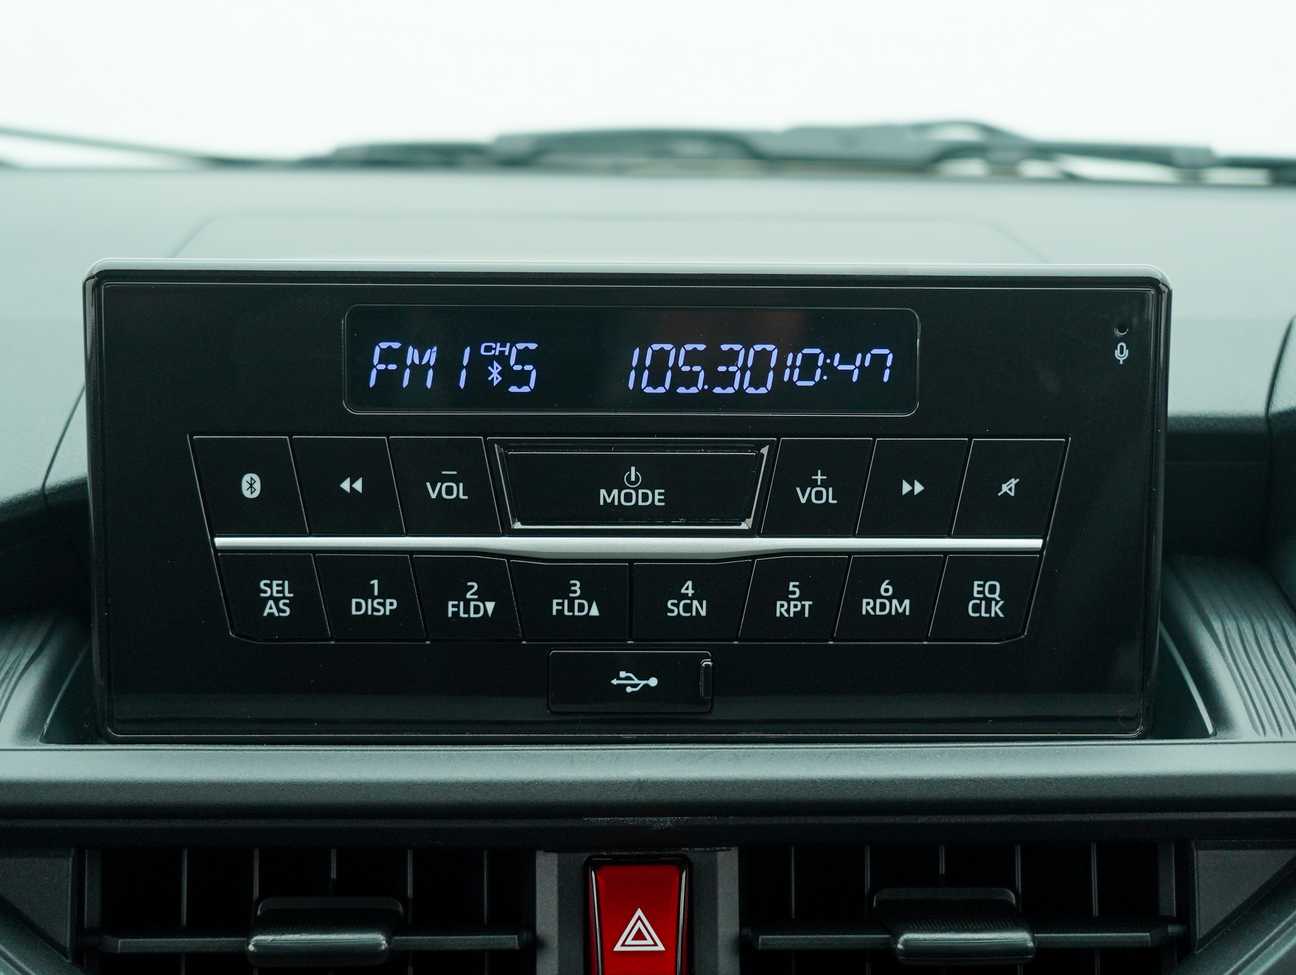 FM1 CH 5 105.30 10:47
− VOL
MODE
+ VOL
SEL AS
1 DISP
2 FLD▼
3 FLD▲
4 SCN
5 RPT
6 RDM
EQ CLK